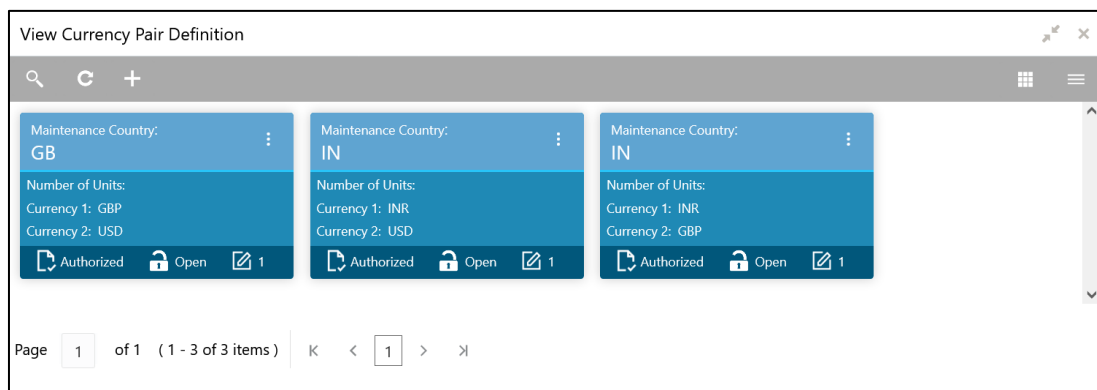 View Currency Pair Definition
Maintenance Country:
GB
Number of Units:
Currency 1: GBP
Currency 2: USD
Authorized Open 1
Maintenance Country:
IN
Number of Units:
Currency 1: INR
Currency 2: USD
Authorized Open 1
Maintenance Country:
IN
Number of Units:
Currency 1: INR
Currency 2: GBP
Authorized Open 1
Page 1 of 1 ( 1 - 3 of 3 items ) 1